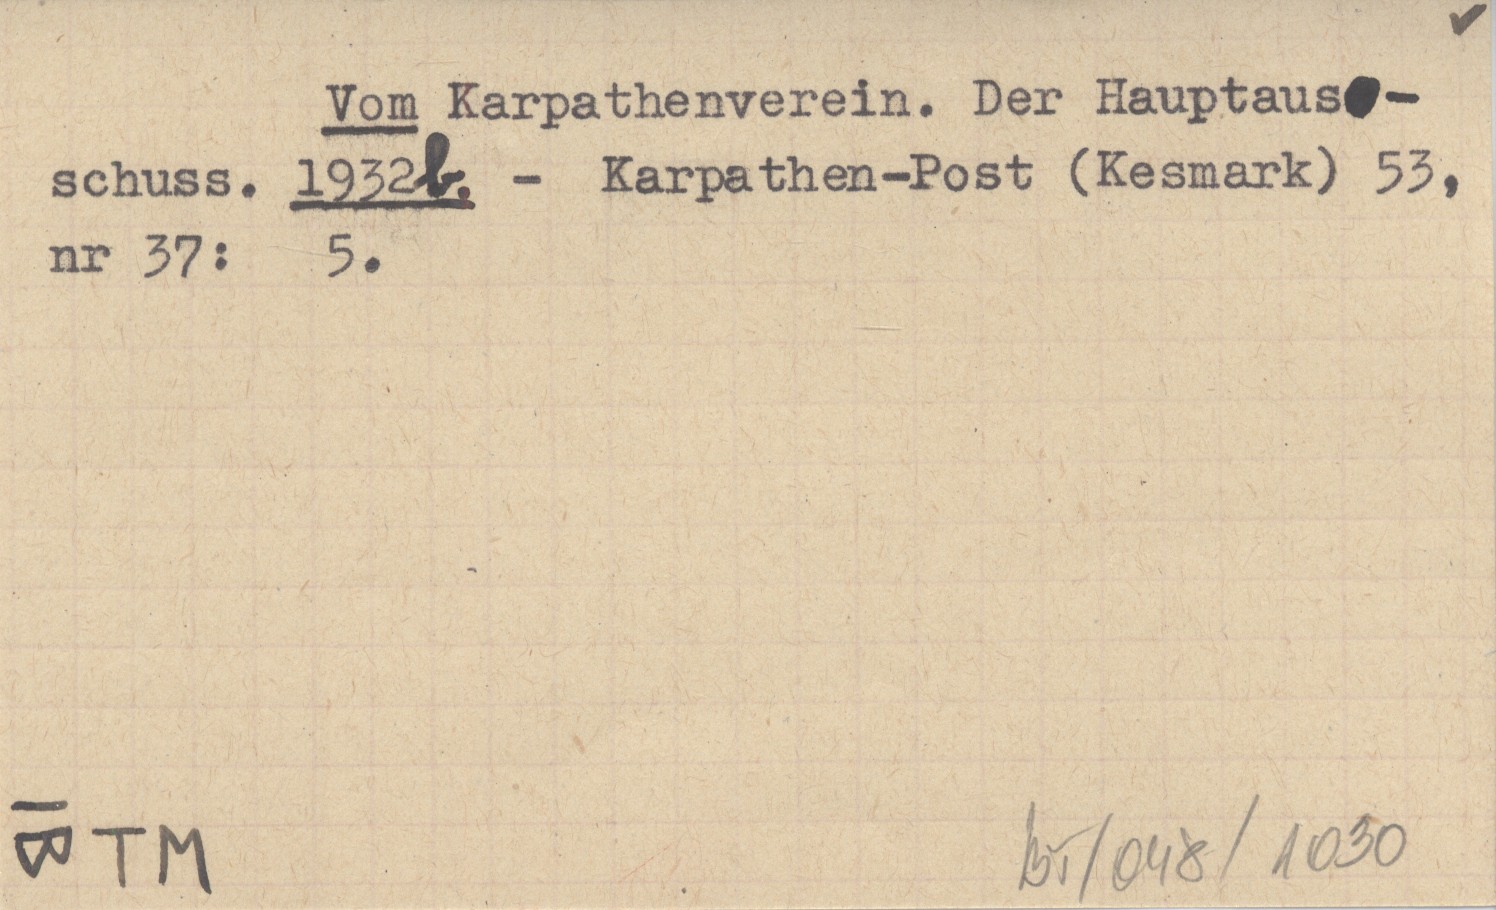 Vom Karpathenverein. Der Hauptaus-
schuss. 1932b. - Karpathen-Post (Kesmark) 53,
nr 37: 5.
B TM
BT/048/1030